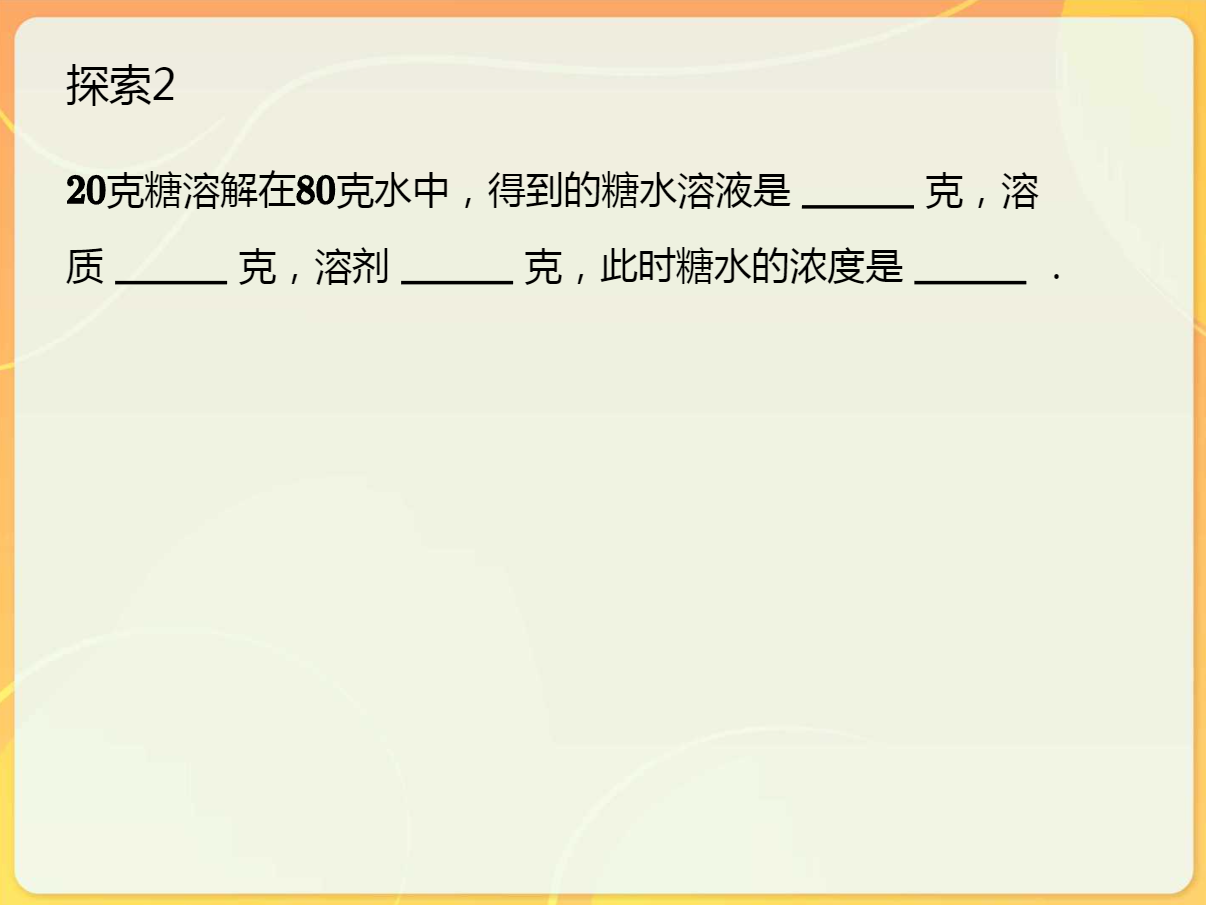 探索2
20克糖溶解在80克水中，得到的糖水溶液是 ______ 克，溶
质 ______ 克，溶剂 ______ 克，此时糖水的浓度是 ______ ．